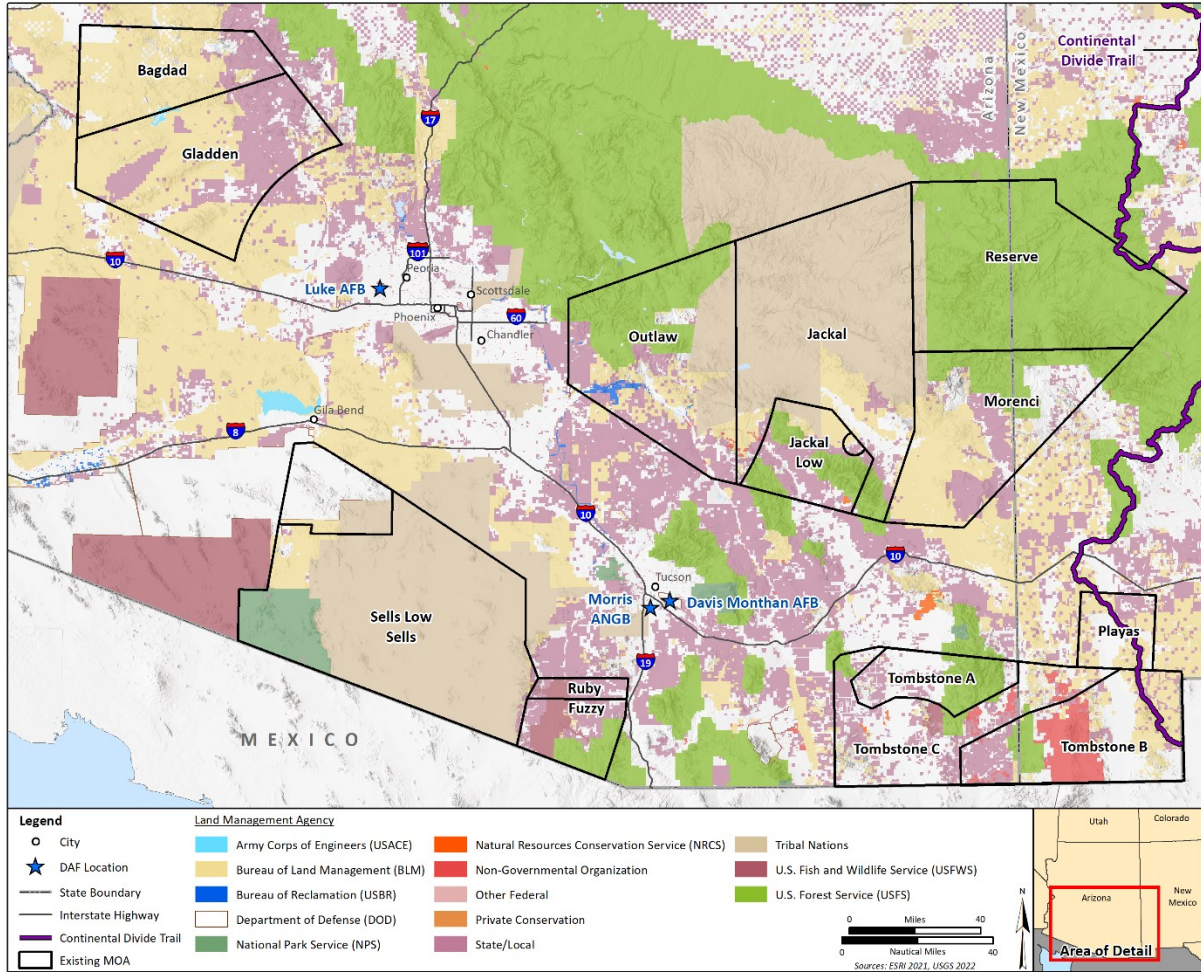 Continental
Divide Trail
Arizona
New Mexico
Bagdad
Gladden
17
10
101
Peoria
Luke AFB
Scottsdale
Phoenix
60
Chandler
Outlaw
Jackal
Reserve
Morenci
Jackal
Low
Gila Bend
8
10
10
Tucson
Morris
ANGB
Davis Monthan AFB
Sells Low
Sells
19
Ruby
Fuzzy
Playas
Tombstone A
Tombstone C
Tombstone B
MEXICO
Legend
City
DAF Location
State Boundary
Interstate Highway
Continental Divide Trail
Existing MOA
Land Management Agency
Army Corps of Engineers (USACE)
Bureau of Land Management (BLM)
Bureau of Reclamation (USBR)
Department of Defense (DOD)
National Park Service (NPS)
Natural Resources Conservation Service (NRCS)
Non-Governmental Organization
Other Federal
Private Conservation
State/Local
Tribal Nations
U.S. Fish and Wildlife Service (USFWS)
U.S. Forest Service (USFS)
0 Miles 40
0 40
Nautical Miles
Sources: ESRI 2021, USGS 2022
N
Utah
Colorado
Arizona
New
Mexico
Area of Detail